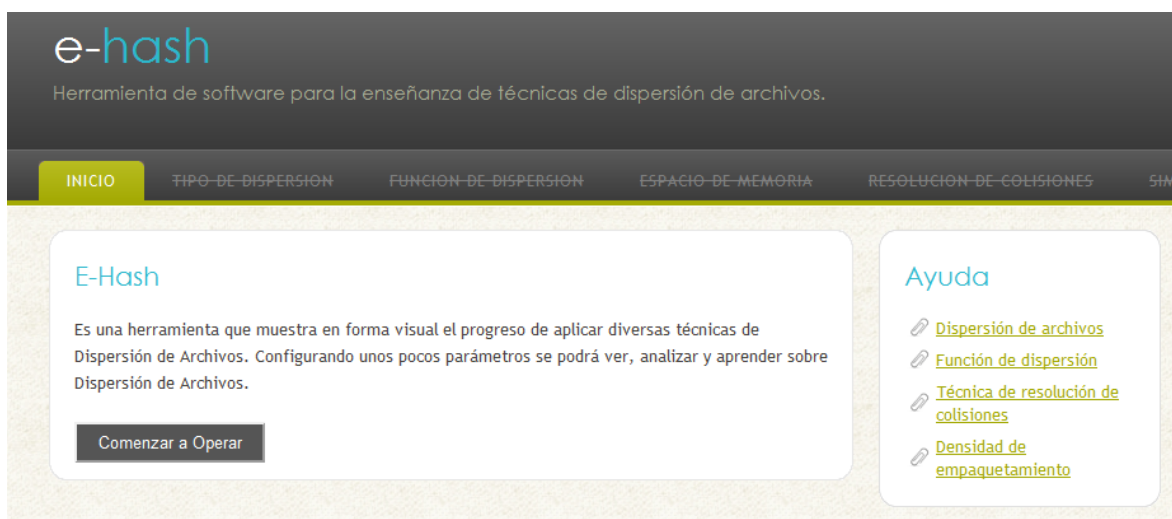 e-hash
Herramienta de software para la enseñanza de técnicas de dispersión de archivos.
INICIO TIPO DE DISPERSION FUNCION DE DISPERSION ESPACIO DE MEMORIA RESOLUCION DE COLISIONES
E-Hash
Es una herramienta que muestra en forma visual el progreso de aplicar diversas técnicas de
Dispersión de Archivos. Configurando unos pocos parámetros se podrá ver, analizar y aprender sobre
Dispersión de Archivos.
Comenzar a Operar
Ayuda
Dispersión de archivos
Función de dispersión
Técnica de resolución de
colisiones
Densidad de
empaquetamiento